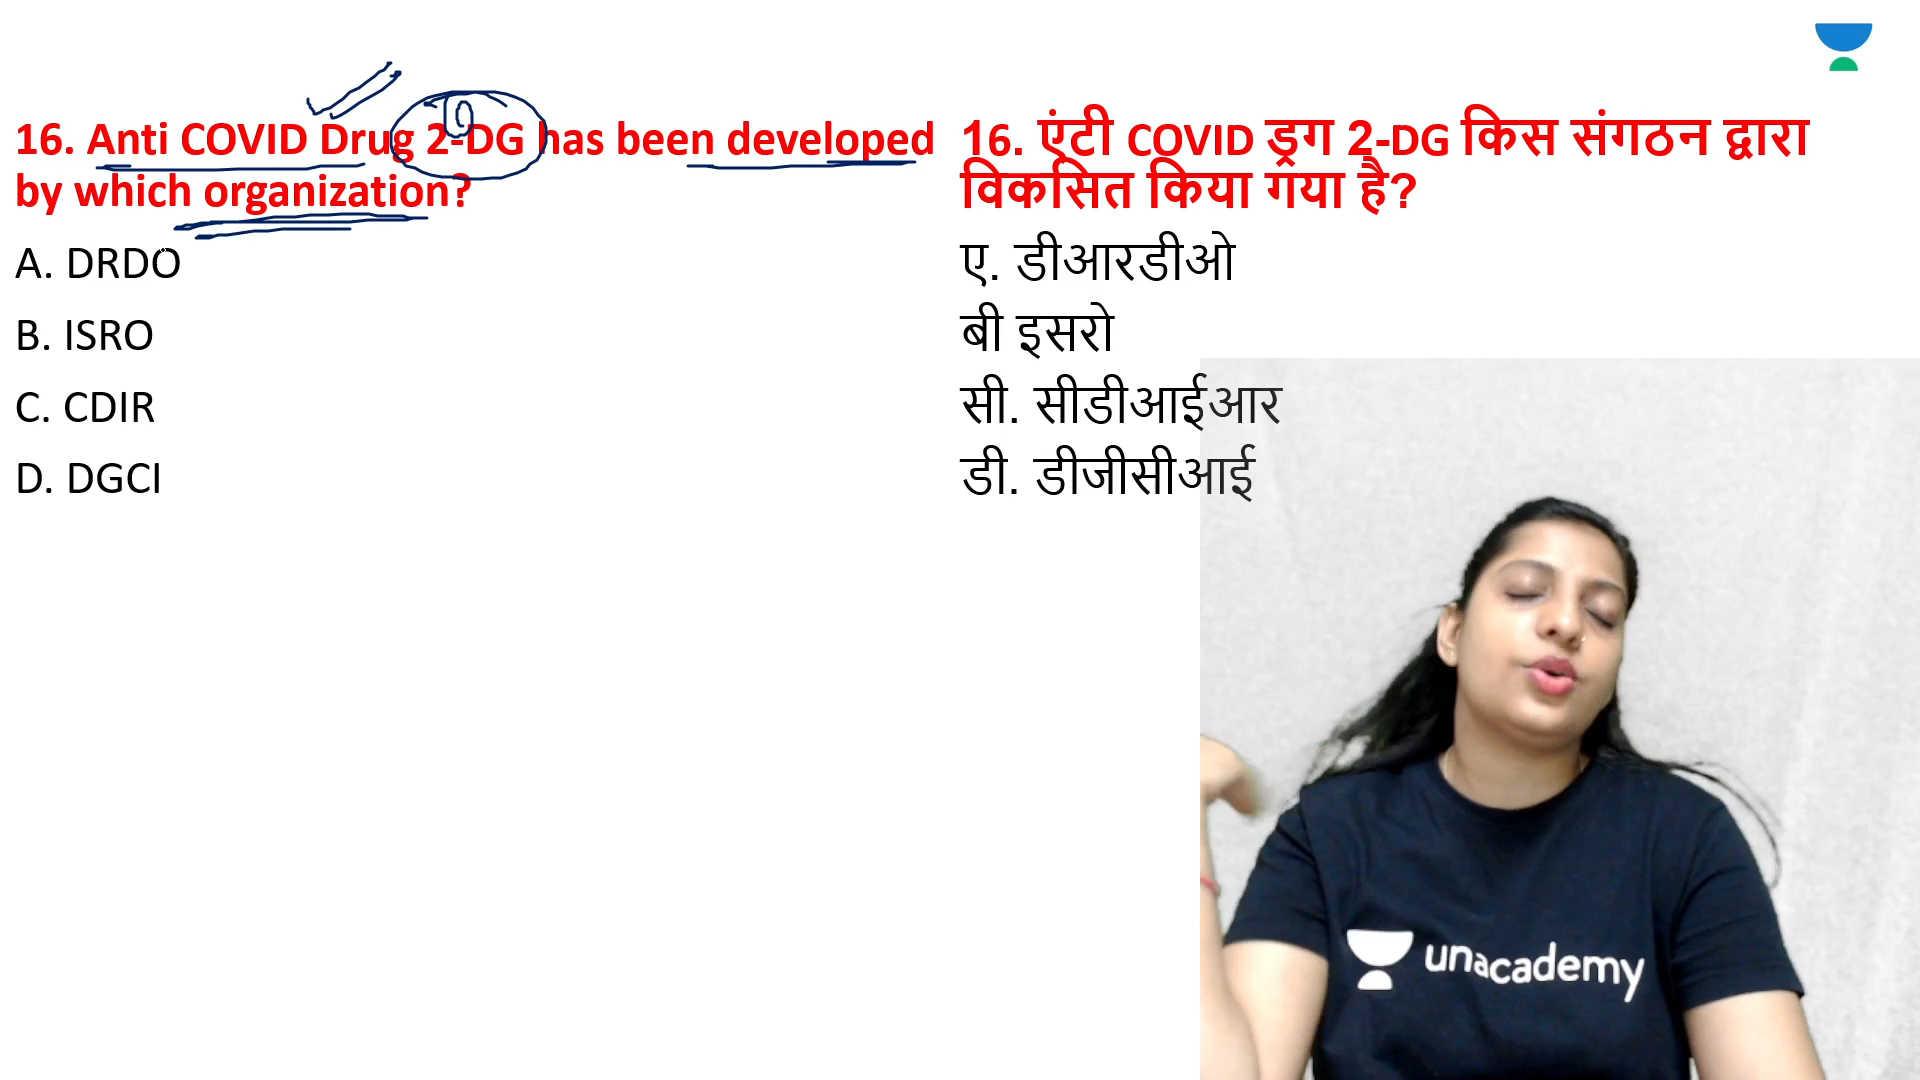 16. Anti COVID Drug 2-DG has been developed
by which organization?
A. DRDO
B. ISRO
C. CDIR
D. DGCI
16. एंटी COVID ड्रग 2-DG किस संगठन द्वारा
विकसित किया गया है?
ए. डीआरडीओ
बी इसरो
सी. सीडीआईआर
डी. डीजीसीआई
unacademy